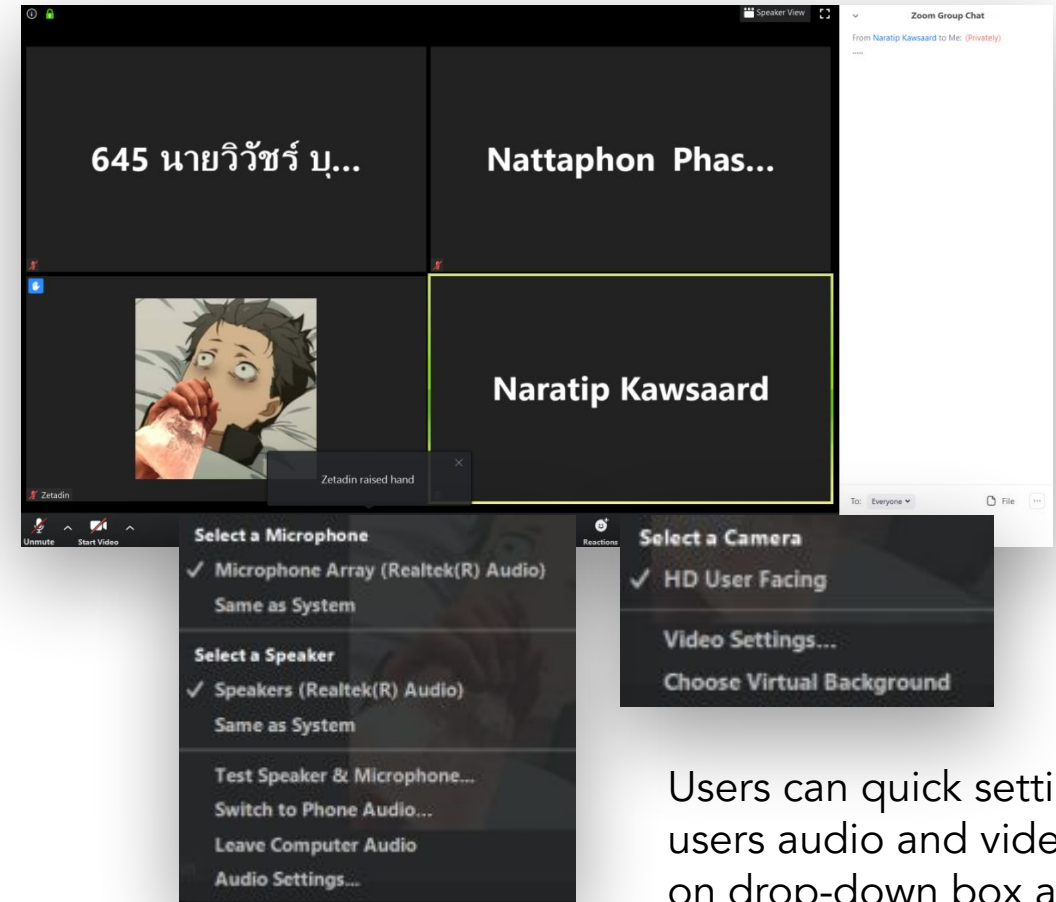 Speaker View
Zoom Group Chat
From Naratip Kawsaard to Me: (Privately)
.....
645 นายวิวัชร์ บุ...
Nattaphon Phas...
Naratip Kawsaard
Zetadin raised hand
Zetadin
To: Everyone
File
Unmute
Start Video
Reactions
Select a Microphone
Microphone Array (Realtek(R) Audio)
Same as System
Select a Speaker
Speakers (Realtek(R) Audio)
Same as System
Test Speaker & Microphone...
Switch to Phone Audio...
Leave Computer Audio
Audio Settings...
Select a Camera
HD User Facing
Video Settings...
Choose Virtual Background
Users can quick setti
users audio and vide
on drop-down box a